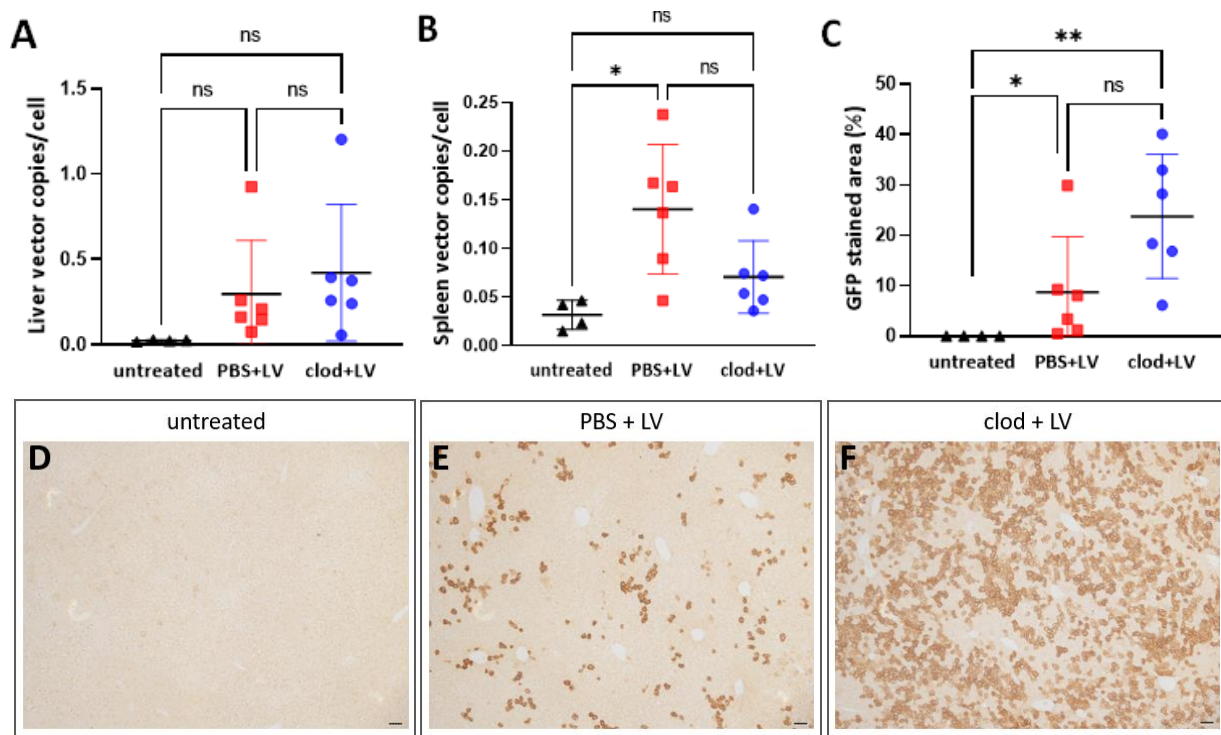 A
ns
ns
ns
Liver vector copies/cell
1.5
1.0
0.5
0.0
untreated
PBS+LV
clod+LV
B
ns
*
ns
Spleen vector copies/cell
0.25
0.20
0.15
0.10
0.05
0.00
untreated
PBS+LV
clod+LV
C
**
*
ns
GFP stained area (%)
50
40
30
20
10
0
untreated
PBS+LV
clod+LV
untreated
D
PBS + LV
E
clod + LV
F